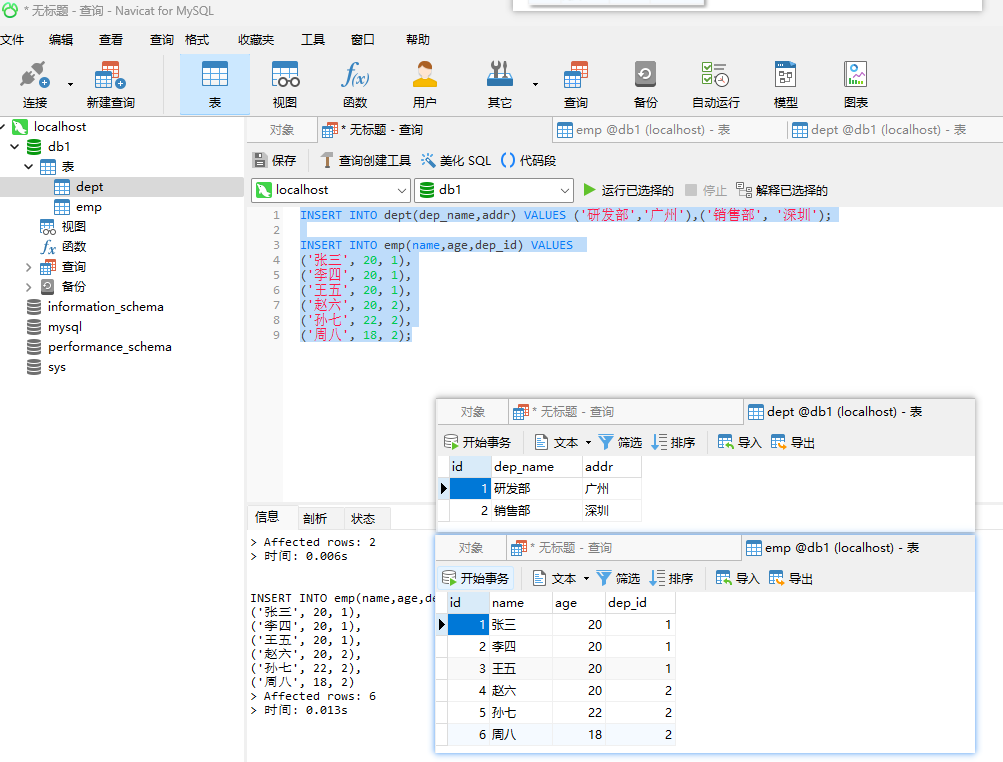 * 无标题 - 查询 - Navicat for MySQL
文件 编辑 查看 查询 格式 收藏夹 工具 窗口 帮助
连接 新建查询 表 视图 函数 用户 其它 查询 备份 自动运行 模型 图表
localhost
db1
表
dept
emp
视图
函数
查询
备份
information_schema
mysql
performance_schema
sys
对象 * 无标题 - 查询 emp @db1 (localhost) - 表 dept @db1 (localhost) - 表
保存 查询创建工具 美化 SQL () 代码段
localhost db1 运行已选择的 停止 解释已选择的
1 INSERT INTO dept(dep_name,addr) VALUES ('研发部','广州'),('销售部', '深圳');
2
3 INSERT INTO emp(name,age,dep_id) VALUES
4 ('张三', 20, 1),
5 ('李四', 20, 1),
6 ('王五', 20, 1),
7 ('赵六', 20, 2),
8 ('孙七', 22, 2),
9 ('周八', 18, 2);
信息 剖析 状态
> Affected rows: 2
> 时间: 0.006s
INSERT INTO emp(name,age,de
('张三', 20, 1),
('李四', 20, 1),
('王五', 20, 1),
('赵六', 20, 2),
('孙七', 22, 2),
('周八', 18, 2)
> Affected rows: 6
> 时间: 0.013s
对象 * 无标题 - 查询 dept @db1 (localhost) - 表
开始事务 文本 筛选 排序 导入 导出
id dep_name addr
1 研发部 广州
2 销售部 深圳
对象 * 无标题 - 查询 emp @db1 (localhost) - 表
开始事务 文本 筛选 排序 导入 导出
id name age dep_id
1 张三 20 1
2 李四 20 1
3 王五 20 1
4 赵六 20 2
5 孙七 22 2
6 周八 18 2